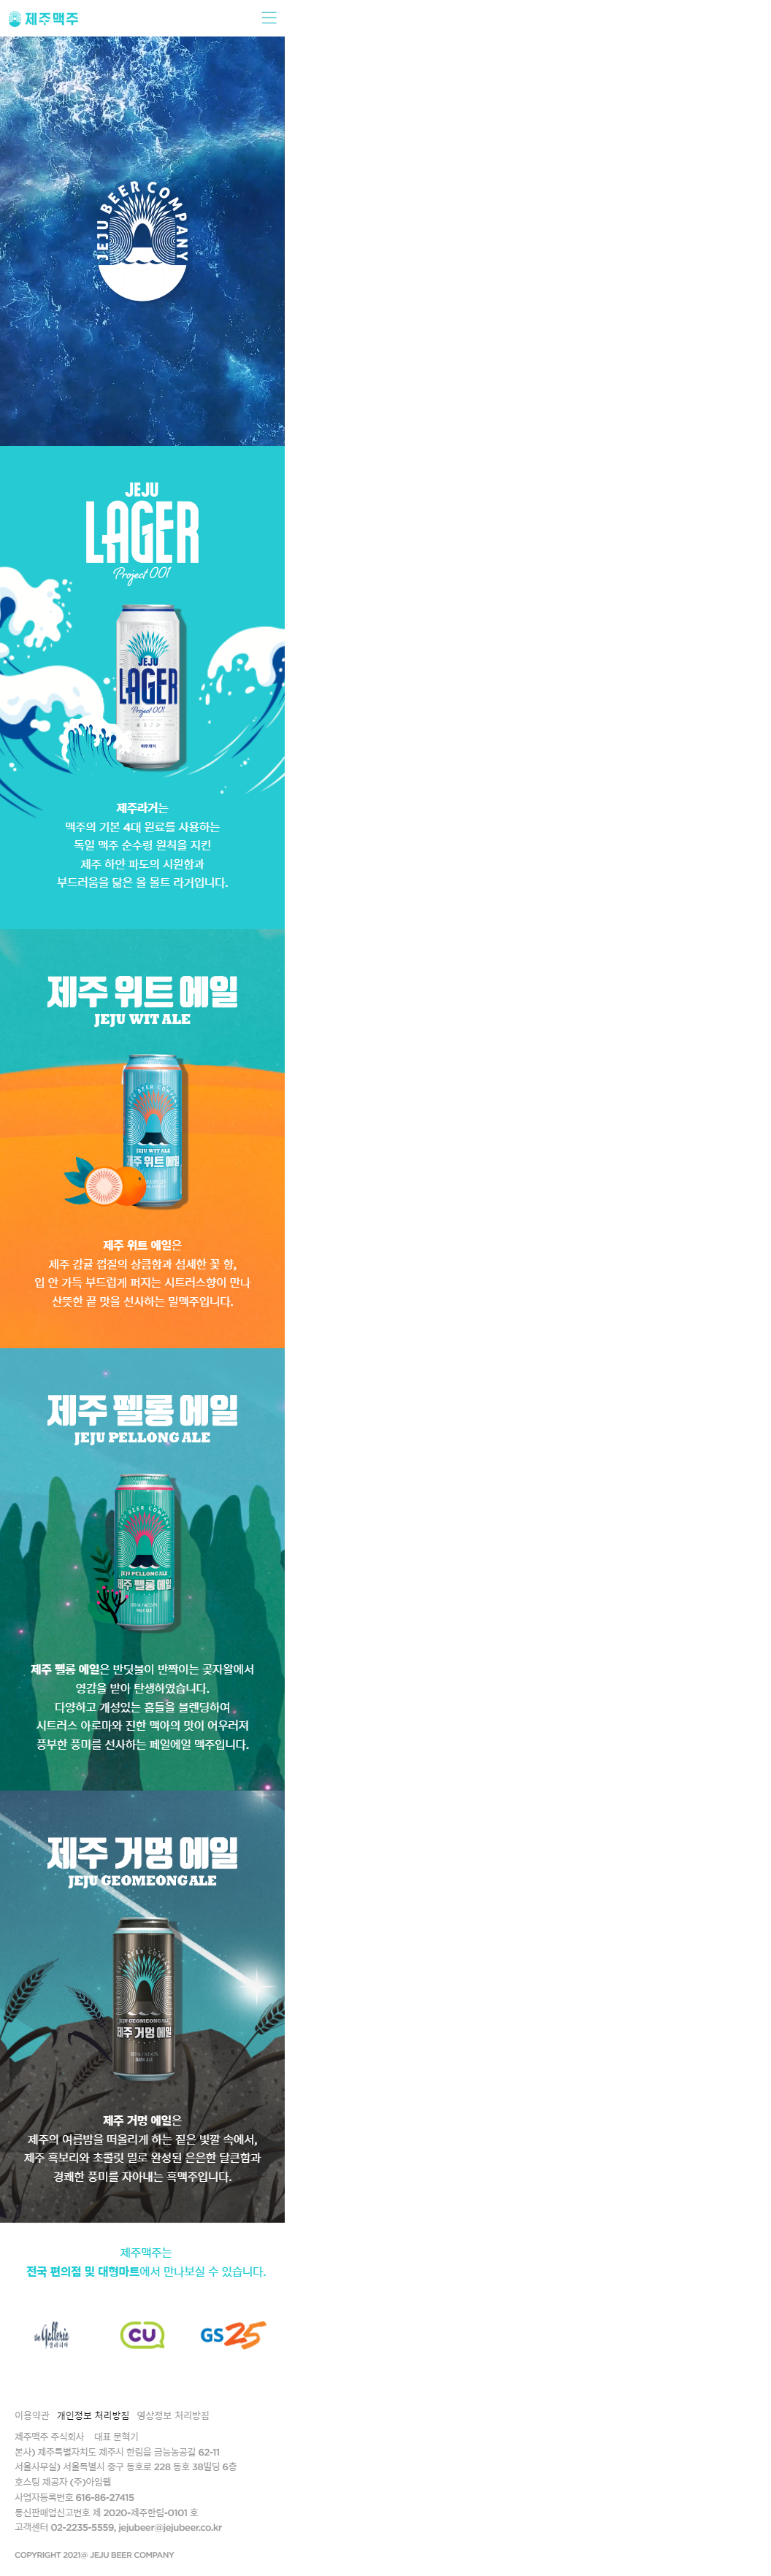 제주맥주
JEJU BEER COMPANY
JEJU
LAGER
Project 001
JEJU
LAGER
Project 001
제주라거
제주라거는
맥주의 기본 4대 원료를 사용하는
독일 맥주 순수령 원칙을 지킨
제주 하얀 파도의 시원함과
부드러움을 닮은 올 몰트 라거입니다.
제주 위트 에일
JEJU WIT ALE
BEER COMP
JEJU WIT ALE
제주 위트 에일
제주 위트 에일은
제주 감귤 껍질의 상큼함과 섬세한 꽃 향,
입 안 가득 부드럽게 퍼지는 시트러스향이 만나
산뜻한 끝 맛을 선사하는 밀맥주입니다.
제주 펠롱 에일
JEJU PELLONG ALE
BEER COMP
JEJU PELLONG ALE
제주 펠롱 에일
제주 펠롱 에일은 반딧불이 반짝이는 곶자왈에서
영감을 받아 탄생하였습니다.
다양하고 개성있는 홉들을 블렌딩하여
시트러스 아로마와 진한 맥아의 맛이 어우러져
풍부한 풍미를 선사하는 페일에일 맥주입니다.
제주 거멍 에일
JEJU GEOMEONG ALE
BEER COMP
JEJU GEOMEONG ALE
제주 거멍 에일
제주 거멍 에일은
제주의 여름밤을 떠올리게 하는 짙은 빛깔 속에서,
제주 흑보리와 초콜릿 밀로 완성된 은은한 달큰함과
경쾌한 풍미를 자아내는 흑맥주입니다.
제주맥주는
전국 편의점 및 대형마트에서 만나보실 수 있습니다.
the Galleria 갤러리아 CU GS25
이용약관 개인정보 처리방침 영상정보 처리방침
제주맥주 주식회사 대표 문혁기
본사) 제주특별자치도 제주시 한림읍 금능농공길 62-11
서울사무실) 서울특별시 중구 동호로 228 동호 38빌딩 6층
호스팅 제공자 (주)아임웹
사업자등록번호 616-86-27415
통신판매업신고번호 제 2020-제주한림-0101 호
고객센터 02-2235-5559, jejubeer@jejubeer.co.kr
COPYRIGHT 2021@ JEJU BEER COMPANY